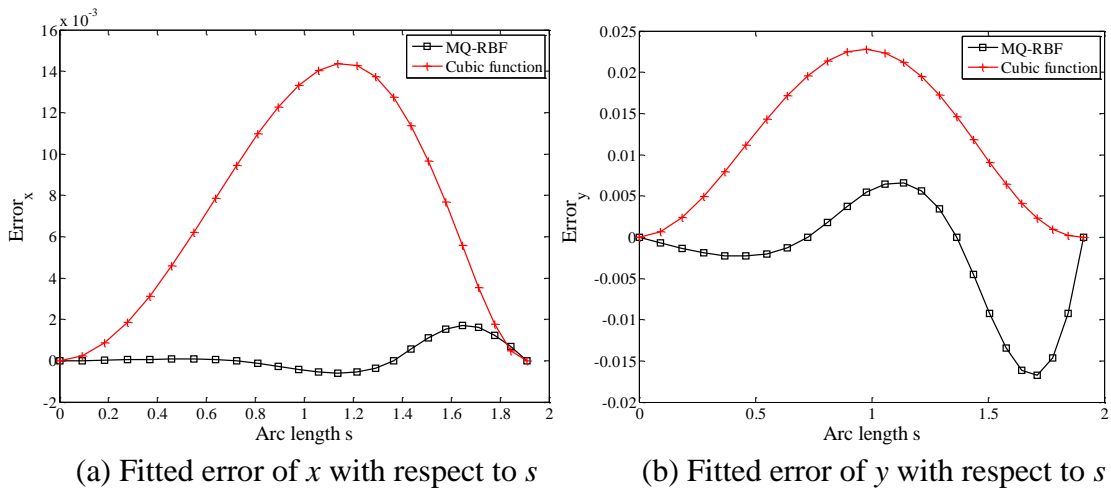 x 10^-3
16
14
12
10
8
6
4
2
0
-2
Error_x
0 0.2 0.4 0.6 0.8 1 1.2 1.4 1.6 1.8 2
Arc length s
MQ-RBF
Cubic function
(a) Fitted error of x with respect to s
0.025
0.02
0.015
0.01
0.005
0
-0.005
-0.01
-0.015
-0.02
Error_y
0 0.5 1 1.5 2
Arc length s
MQ-RBF
Cubic function
(b) Fitted error of y with respect to s